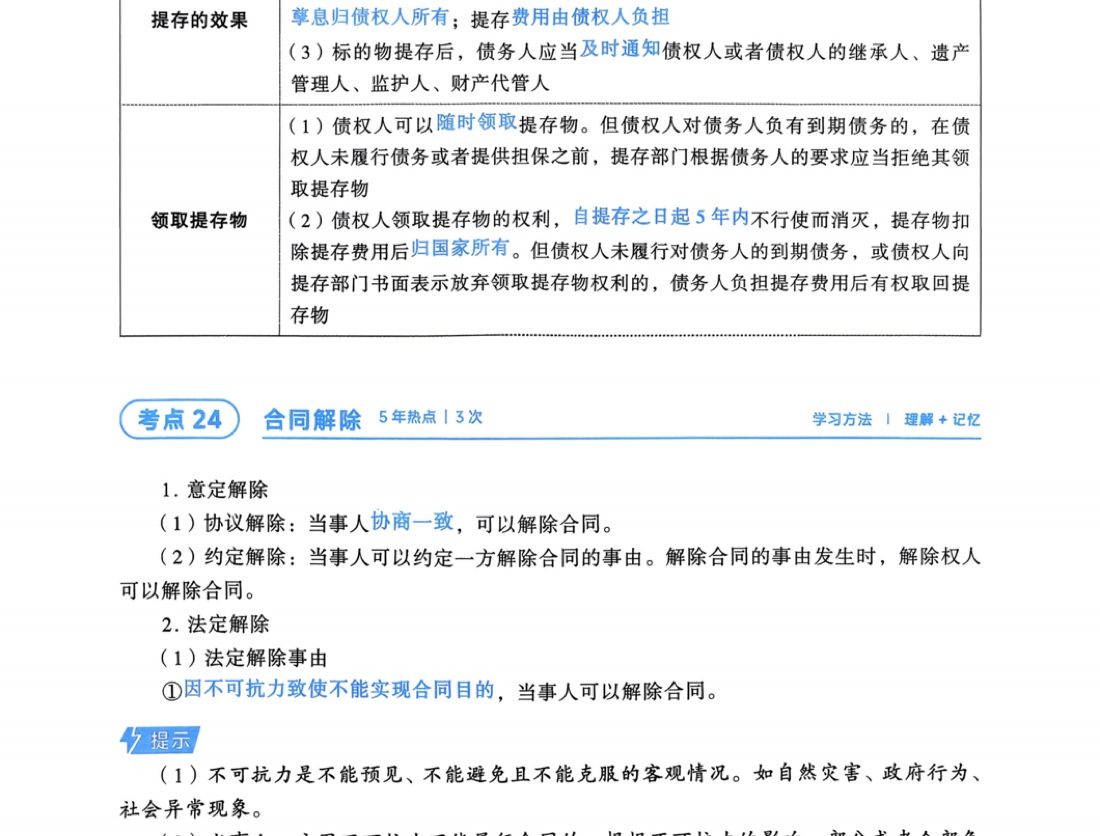 提存的效果
孳息归债权人所有；提存费用由债权人负担
（3）标的物提存后，债务人应当及时通知债权人或者债权人的继承人、遗产
管理人、监护人、财产代管人
领取提存物
（1）债权人可以随时领取提存物。但债权人对债务人负有到期债务的，在债
权人未履行债务或者提供担保之前，提存部门根据债务人的要求应当拒绝其领
取提存物
（2）债权人领取提存物的权利，自提存之日起5年内不行使而消灭，提存物扣
除提存费用后归国家所有。但债权人未履行对债务人的到期债务，或债权人向
提存部门书面表示放弃领取提存物权利的，债务人负担提存费用后有权取回提
存物
考点 24 合同解除 5年热点｜3次 学习方法 | 理解+记忆
1. 意定解除
（1）协议解除：当事人协商一致，可以解除合同。
（2）约定解除：当事人可以约定一方解除合同的事由。解除合同的事由发生时，解除权人
可以解除合同。
2. 法定解除
（1）法定解除事由
①因不可抗力致使不能实现合同目的，当事人可以解除合同。
提示
（1）不可抗力是不能预见、不能避免且不能克服的客观情况。如自然灾害、政府行为、
社会异常现象。